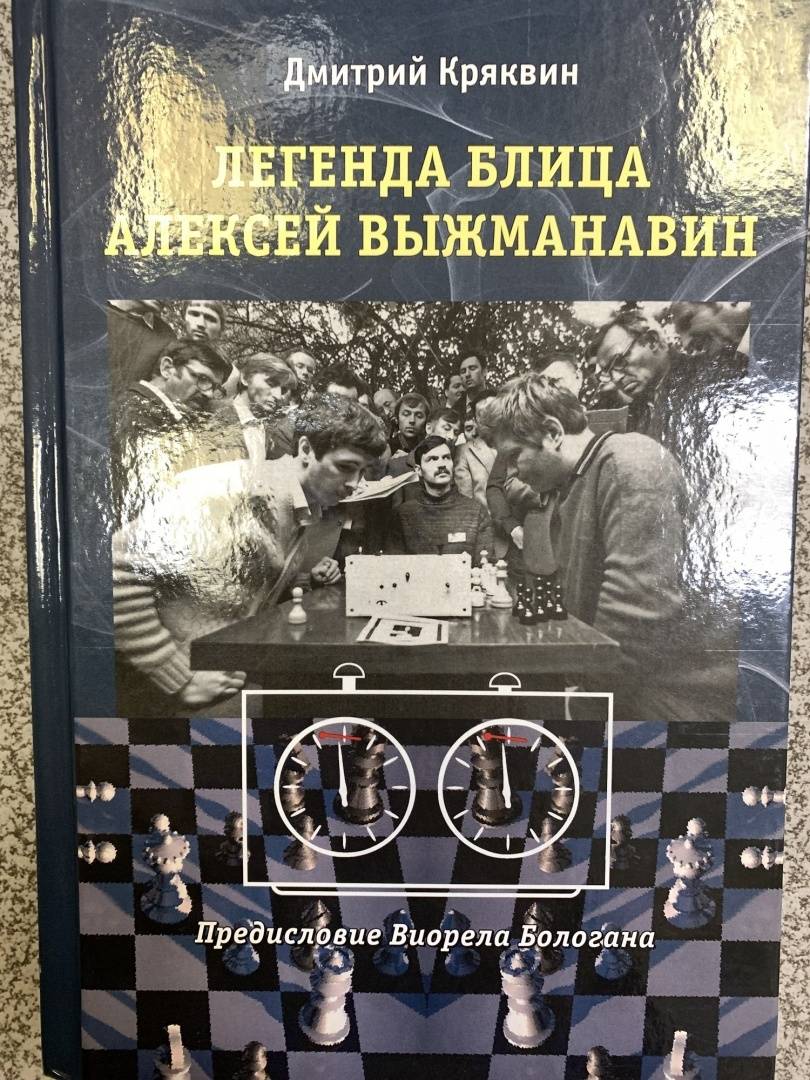 Дмитрий Кряквин
ЛЕГЕНДА БЛИЦА
АЛЕКСЕЙ ВЫЖМАНАВИН
Предисловие Виорела Бологана